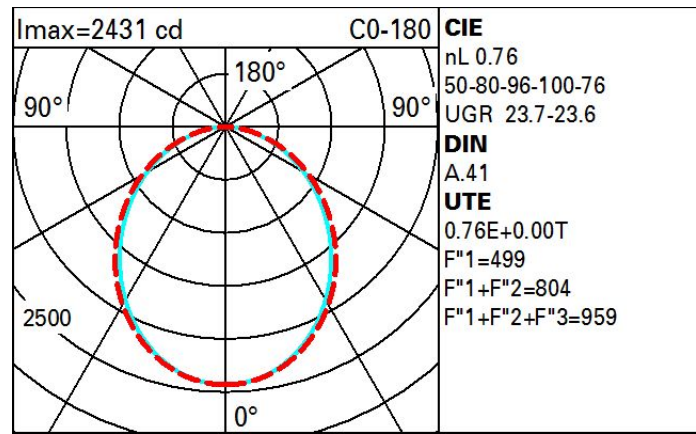 Imax=2431 cd C0-180
180°
90° 90°
2500
0°
CIE
nL 0.76
50-80-96-100-76
UGR 23.7-23.6
DIN
A.41
UTE
0.76E+0.00T
F"1=499
F"1+F"2=804
F"1+F"2+F"3=959